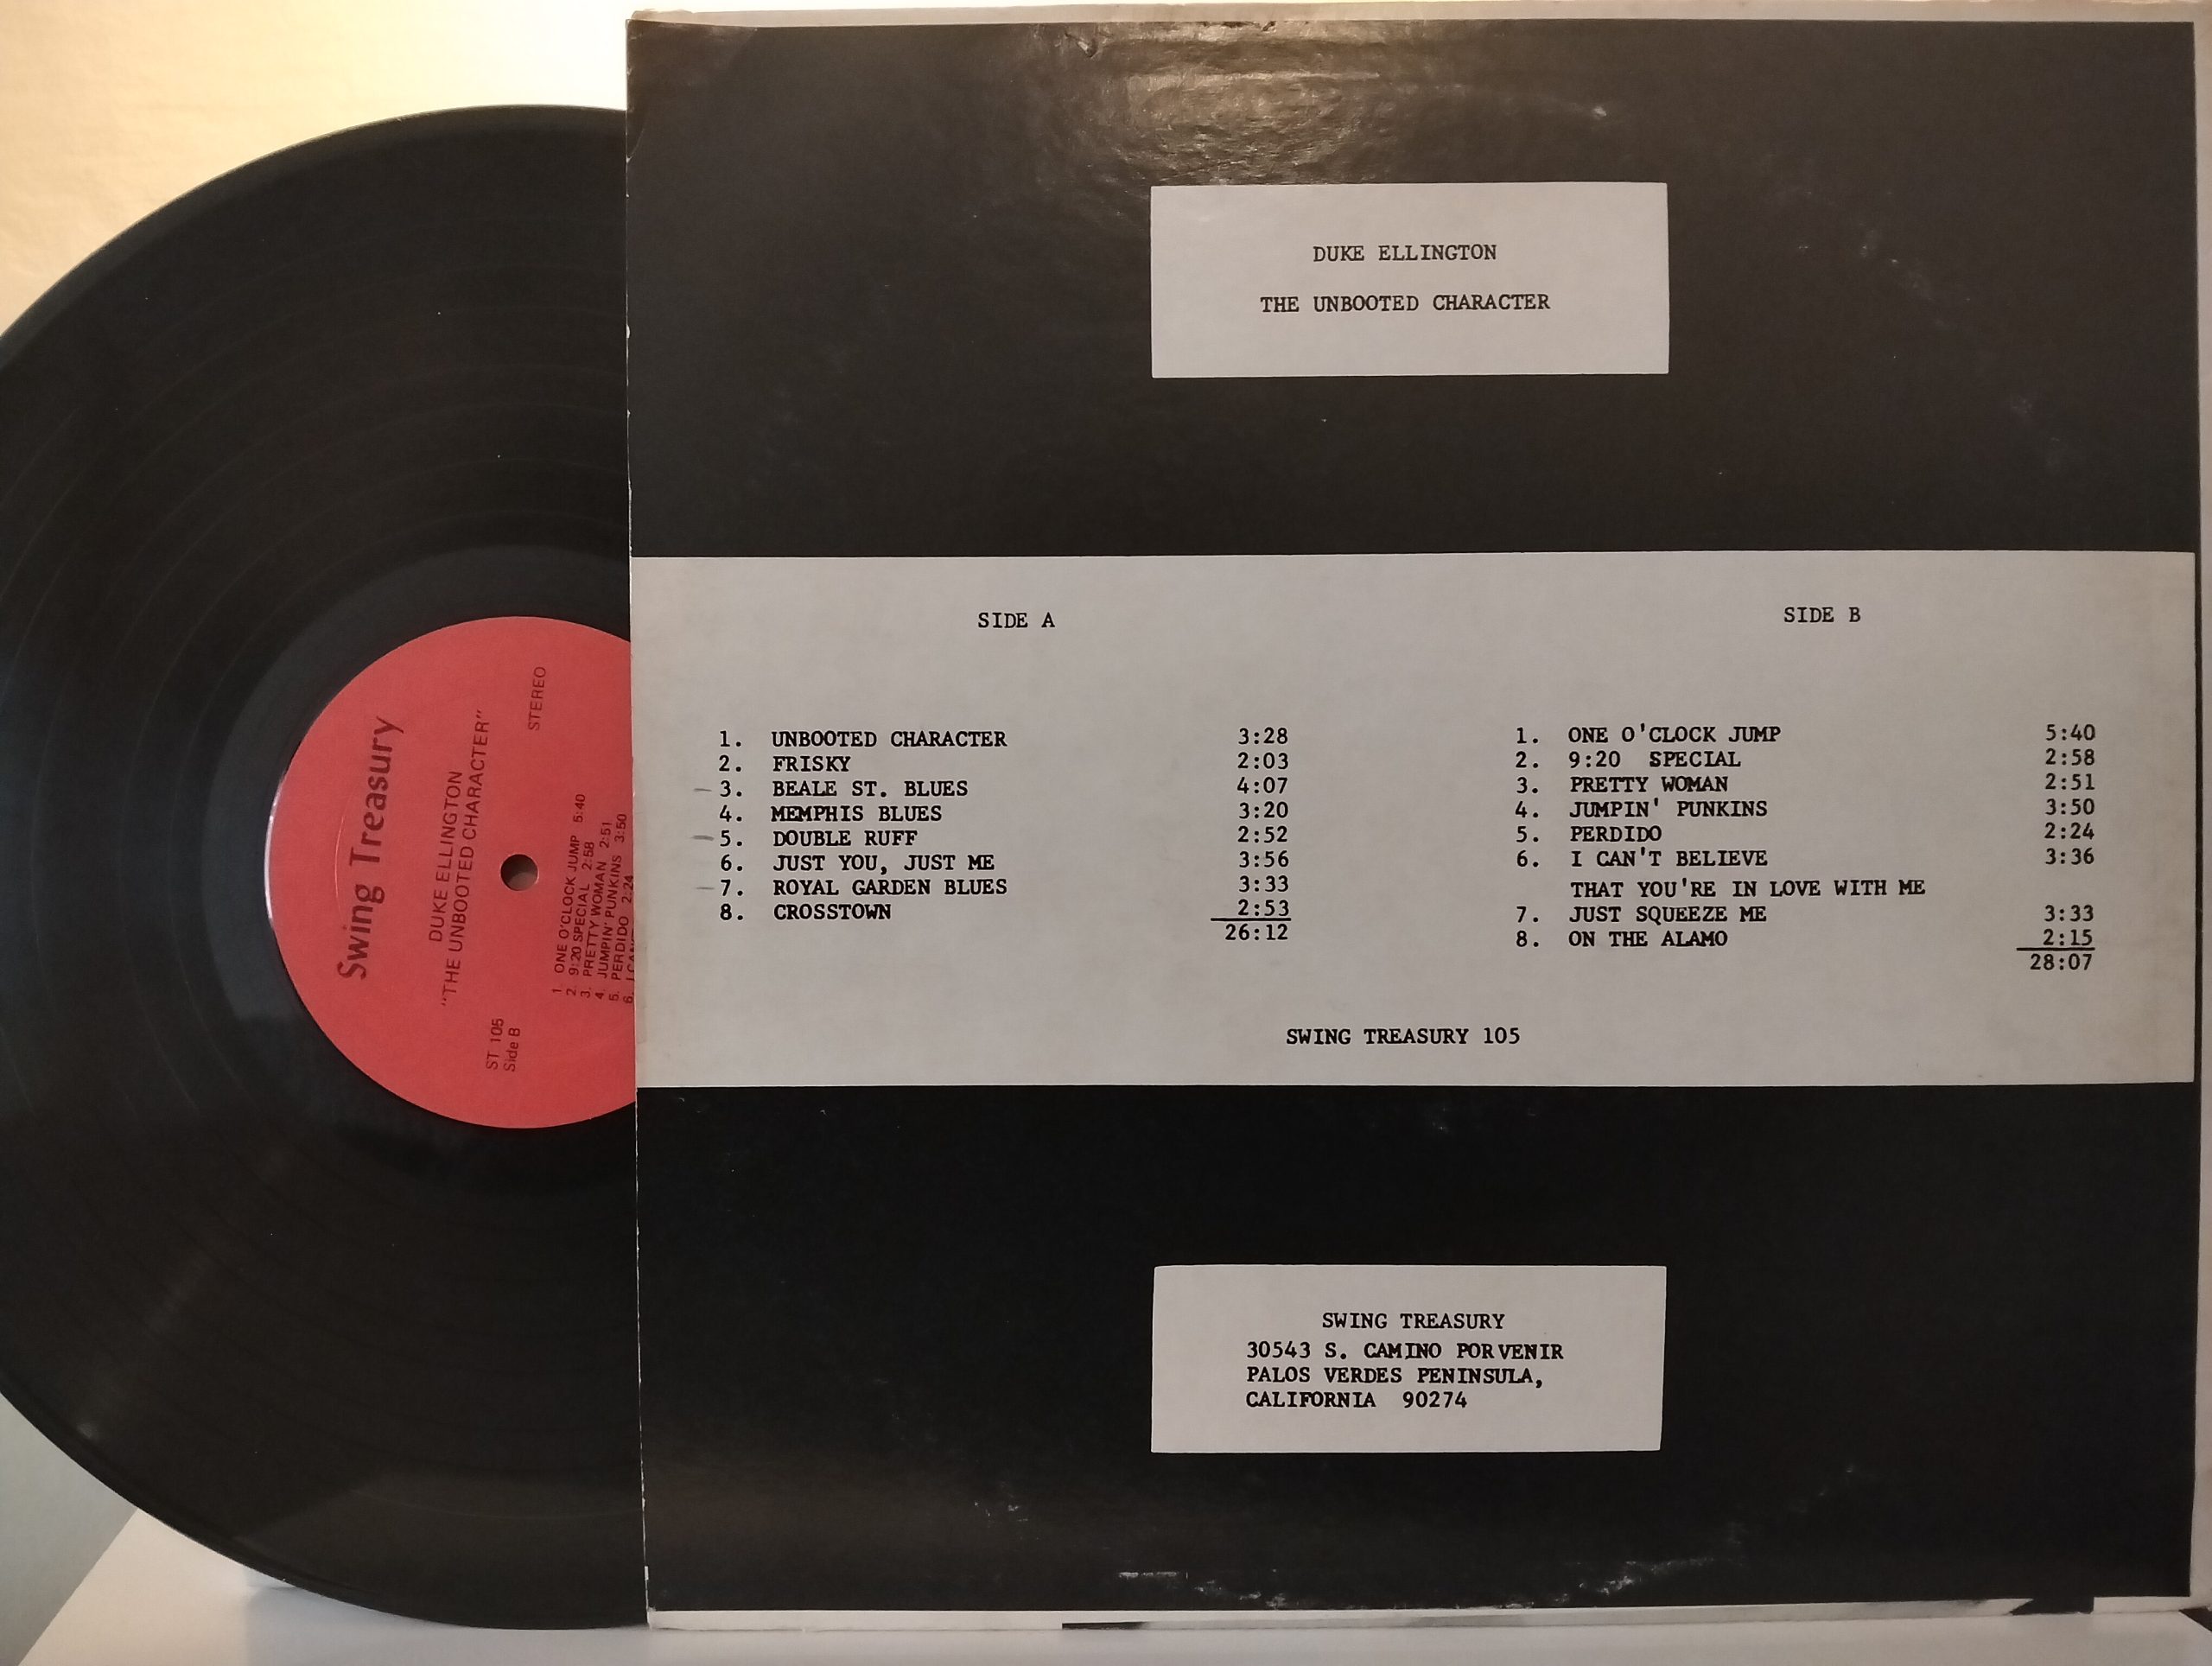 Swing Treasury
DUKE ELLINGTON
"THE UNBOOTED CHARACTER"
ST 105
Side B
STEREO
1 ONE O'CLOCK JUMP 5:40
2. 9:20 SPECIAL 2:58
3. PRETTY WOMAN 2:51
4. JUMPIN' PUNKINS 3:50
5. PERDIDO 2:24
6. I CAN
DUKE ELLINGTON
THE UNBOOTED CHARACTER
SIDE A
1. UNBOOTED CHARACTER 3:28
2. FRISKY 2:03
3. BEALE ST. BLUES 4:07
4. MEMPHIS BLUES 3:20
5. DOUBLE RUFF 2:52
6. JUST YOU, JUST ME 3:56
7. ROYAL GARDEN BLUES 3:33
8. CROSSTOWN 2:53
26:12
SIDE B
1. ONE O'CLOCK JUMP 5:40
2. 9:20 SPECIAL 2:58
3. PRETTY WOMAN 2:51
4. JUMPIN' PUNKINS 3:50
5. PERDIDO 2:24
6. I CAN'T BELIEVE 3:36
THAT YOU'RE IN LOVE WITH ME
7. JUST SQUEEZE ME 3:33
8. ON THE ALAMO 2:15
28:07
SWING TREASURY 105
SWING TREASURY
30543 S. CAMINO PORVENIR
PALOS VERDES PENINSULA,
CALIFORNIA 90274